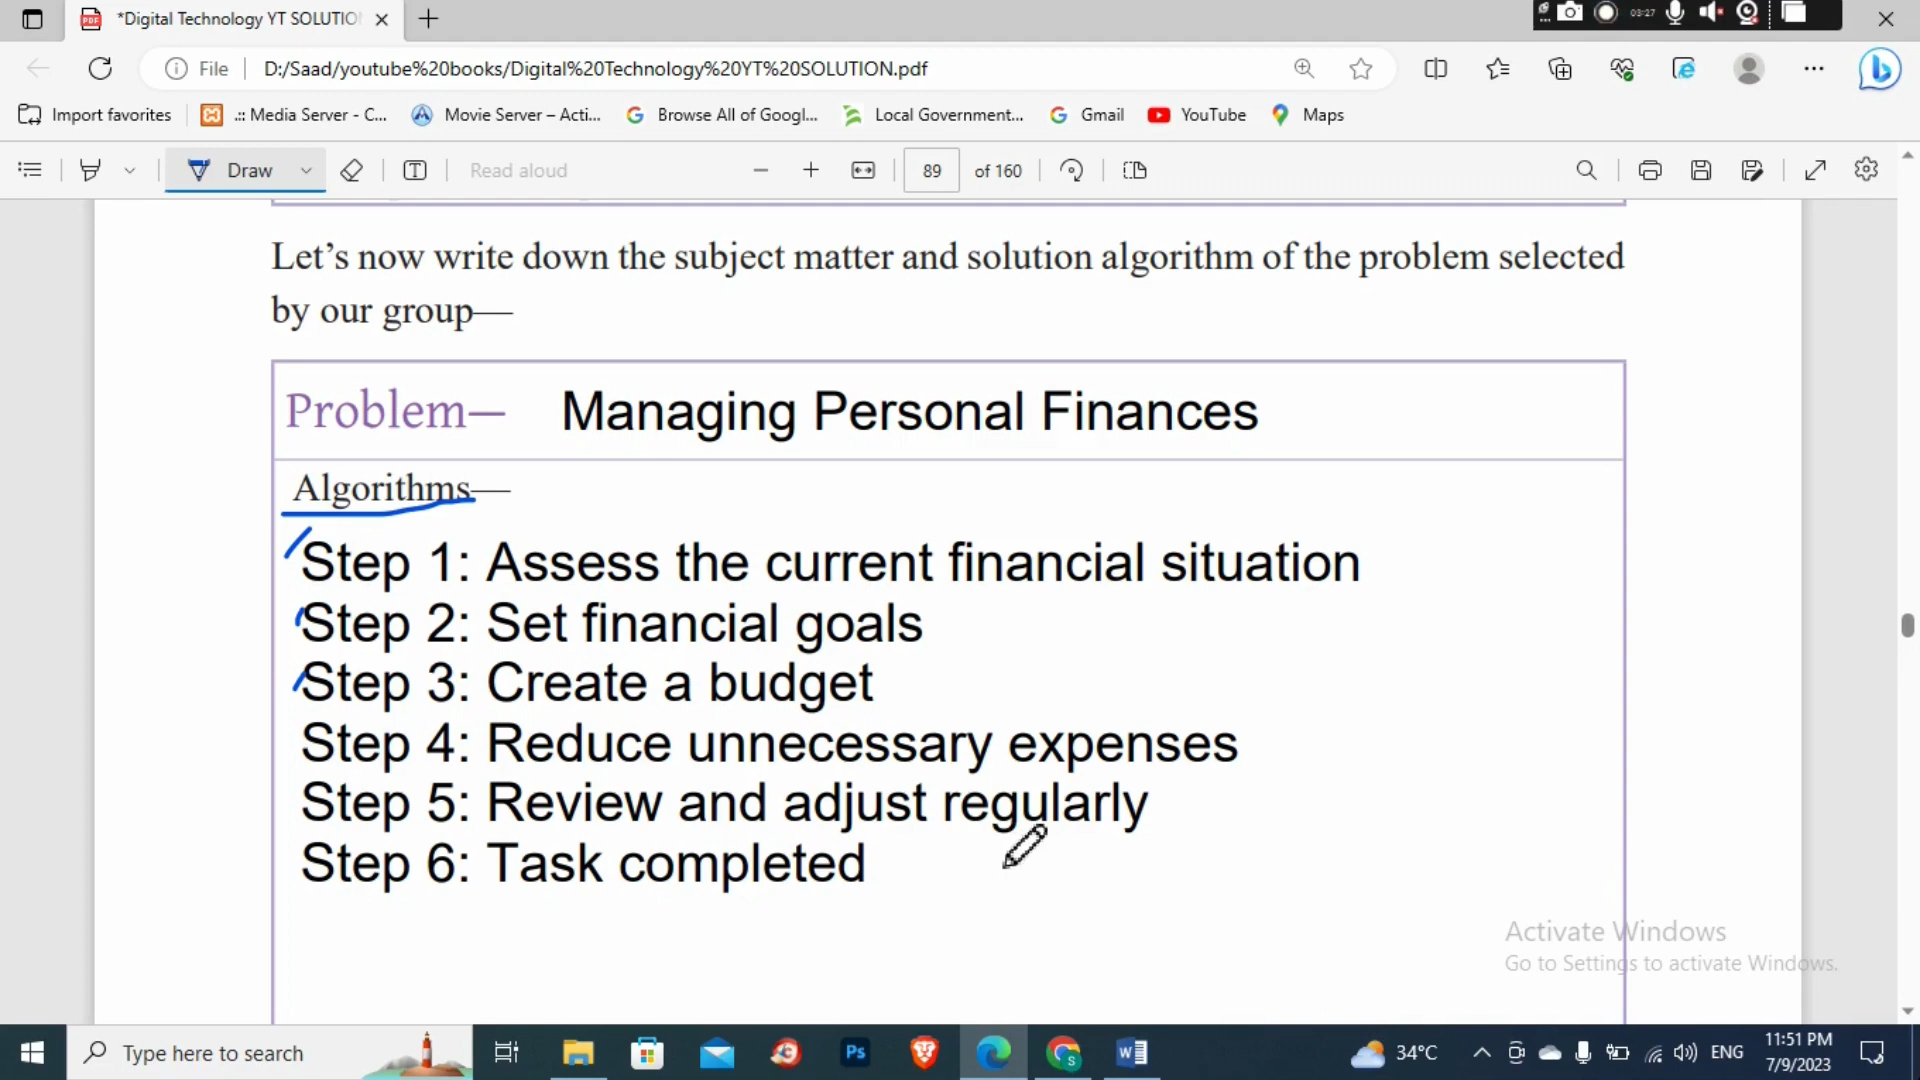 *Digital Technology YT SOLUTIO
03:27
File
D:/Saad/youtube%20books/Digital%20Technology%20YT%20SOLUTION.pdf
Import favorites
.:: Media Server - C...
Movie Server – Acti...
Browse All of Googl...
Local Government...
Gmail
YouTube
Maps
Draw
Read aloud
89 of 160
Let’s now write down the subject matter and solution algorithm of the problem selected
by our group—
Problem— Managing Personal Finances
Algorithms—
Step 1: Assess the current financial situation
Step 2: Set financial goals
Step 3: Create a budget
Step 4: Reduce unnecessary expenses
Step 5: Review and adjust regularly
Step 6: Task completed
Activate Windows
Go to Settings to activate Windows.
Type here to search
Ps
34°C
ENG
11:51 PM
7/9/2023